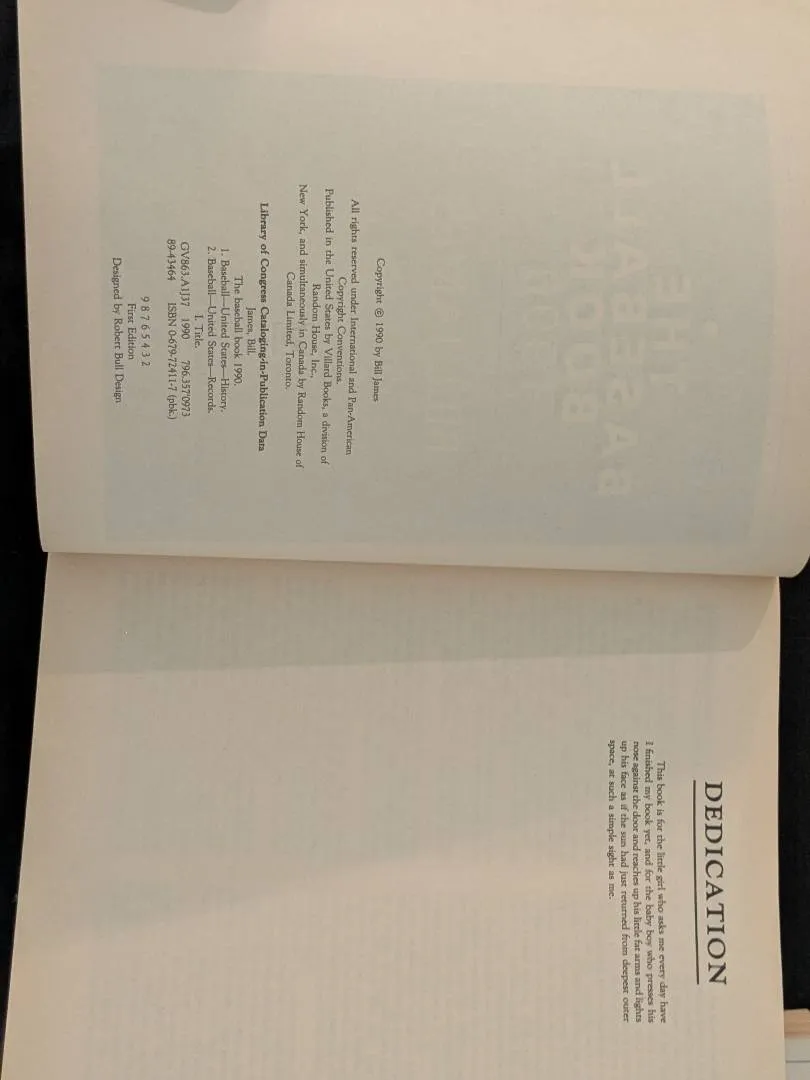 Copyright © 1990 by Bill James
All rights reserved under International and Pan-American
Copyright Conventions.
Published in the United States by Villard Books, a division of
Random House, Inc.,
New York, and simultaneously in Canada by Random House of
Canada Limited, Toronto.
Library of Congress Cataloging-in-Publication Data
James, Bill.
The baseball book 1990.
1. Baseball—United States—History.
2. Baseball—United States—Records.
I. Title.
GV863.A1J37 1990 796.357'0973
89-43464 ISBN 0-679-72411-7 (pbk.)
9 8 7 6 5 4 3 2
First Edition
Designed by Robert Bull Design
DEDICATION
This book is for the little girl who asks me every day have
I finished my book yet, and for the baby boy who presses his
nose against the door and reaches up his little fat arms and lights
up his face as if the sun had just returned from deepest outer
space, at such a simple sight as me.